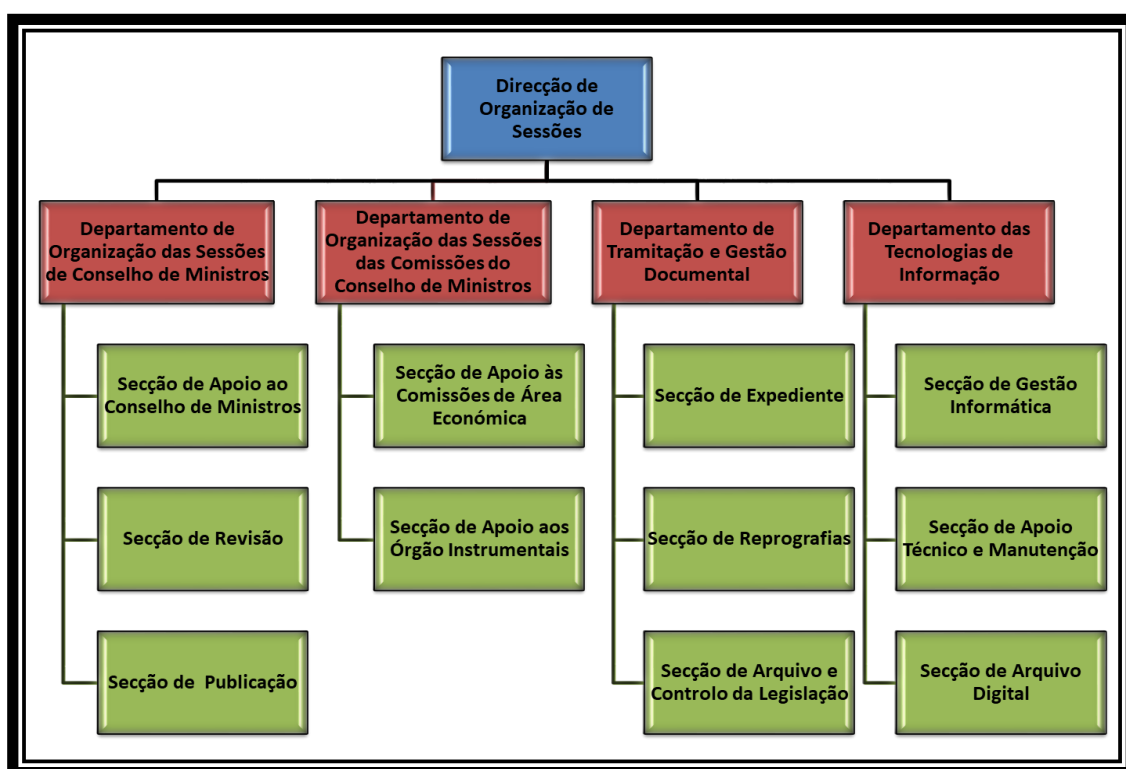 Direcção de
Organização de
Sessões
Departamento de
Organização das Sessões
de Conselho de Ministros
Departamento de
Organização das Sessões
das Comissões do
Conselho de Ministros
Departamento de
Tramitação e Gestão
Documental
Departamento das
Tecnologias de
Informação
Secção de Apoio ao
Conselho de Ministros
Secção de Apoio às
Comissões de Área
Económica
Secção de Expediente
Secção de Gestão
Informática
Secção de Revisão
Secção de Apoio aos
Órgão Instrumentais
Secção de Reprografias
Secção de Apoio
Técnico e Manutenção
Secção de Publicação
Secção de Arquivo e
Controlo da Legislação
Secção de Arquivo
Digital